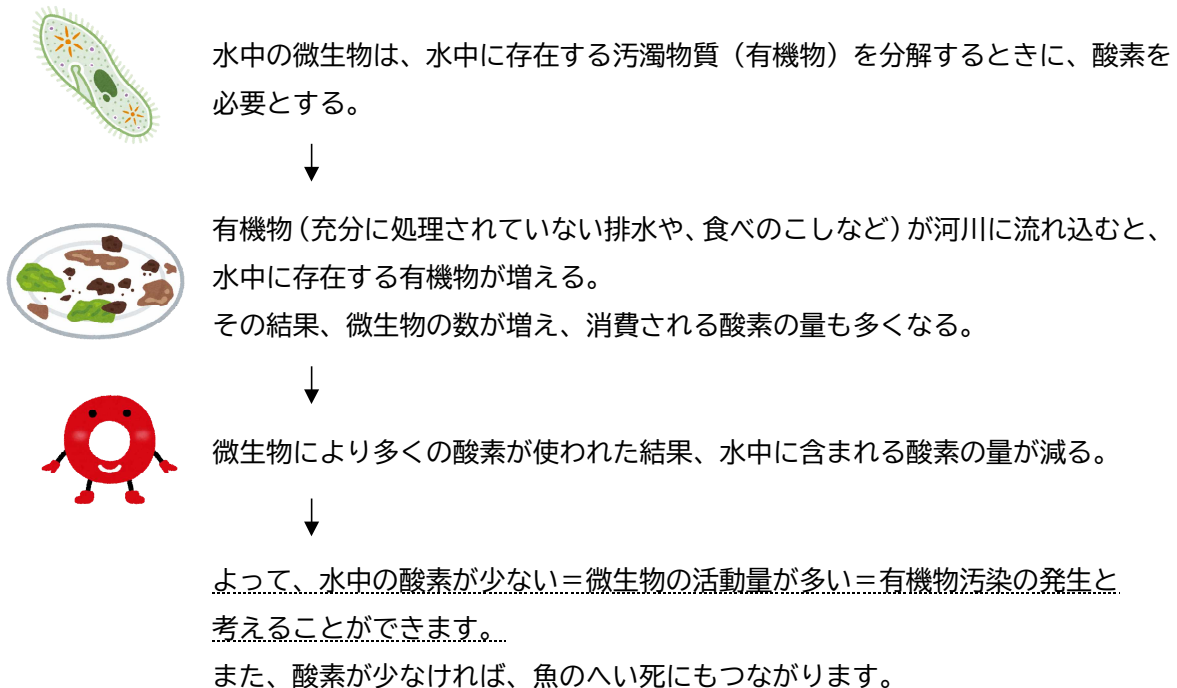 水中の微生物は、水中に存在する汚濁物質（有機物）を分解するときに、酸素を
必要とする。
↓
有機物（充分に処理されていない排水や、食べのこしなど）が河川に流れ込むと、
水中に存在する有機物が増える。
その結果、微生物の数が増え、消費される酸素の量も多くなる。
↓
微生物により多くの酸素が使われた結果、水中に含まれる酸素の量が減る。
↓
よって、水中の酸素が少ない＝微生物の活動量が多い＝有機物汚染の発生と
考えることができます。
また、酸素が少なければ、魚のへい死にもつながります。